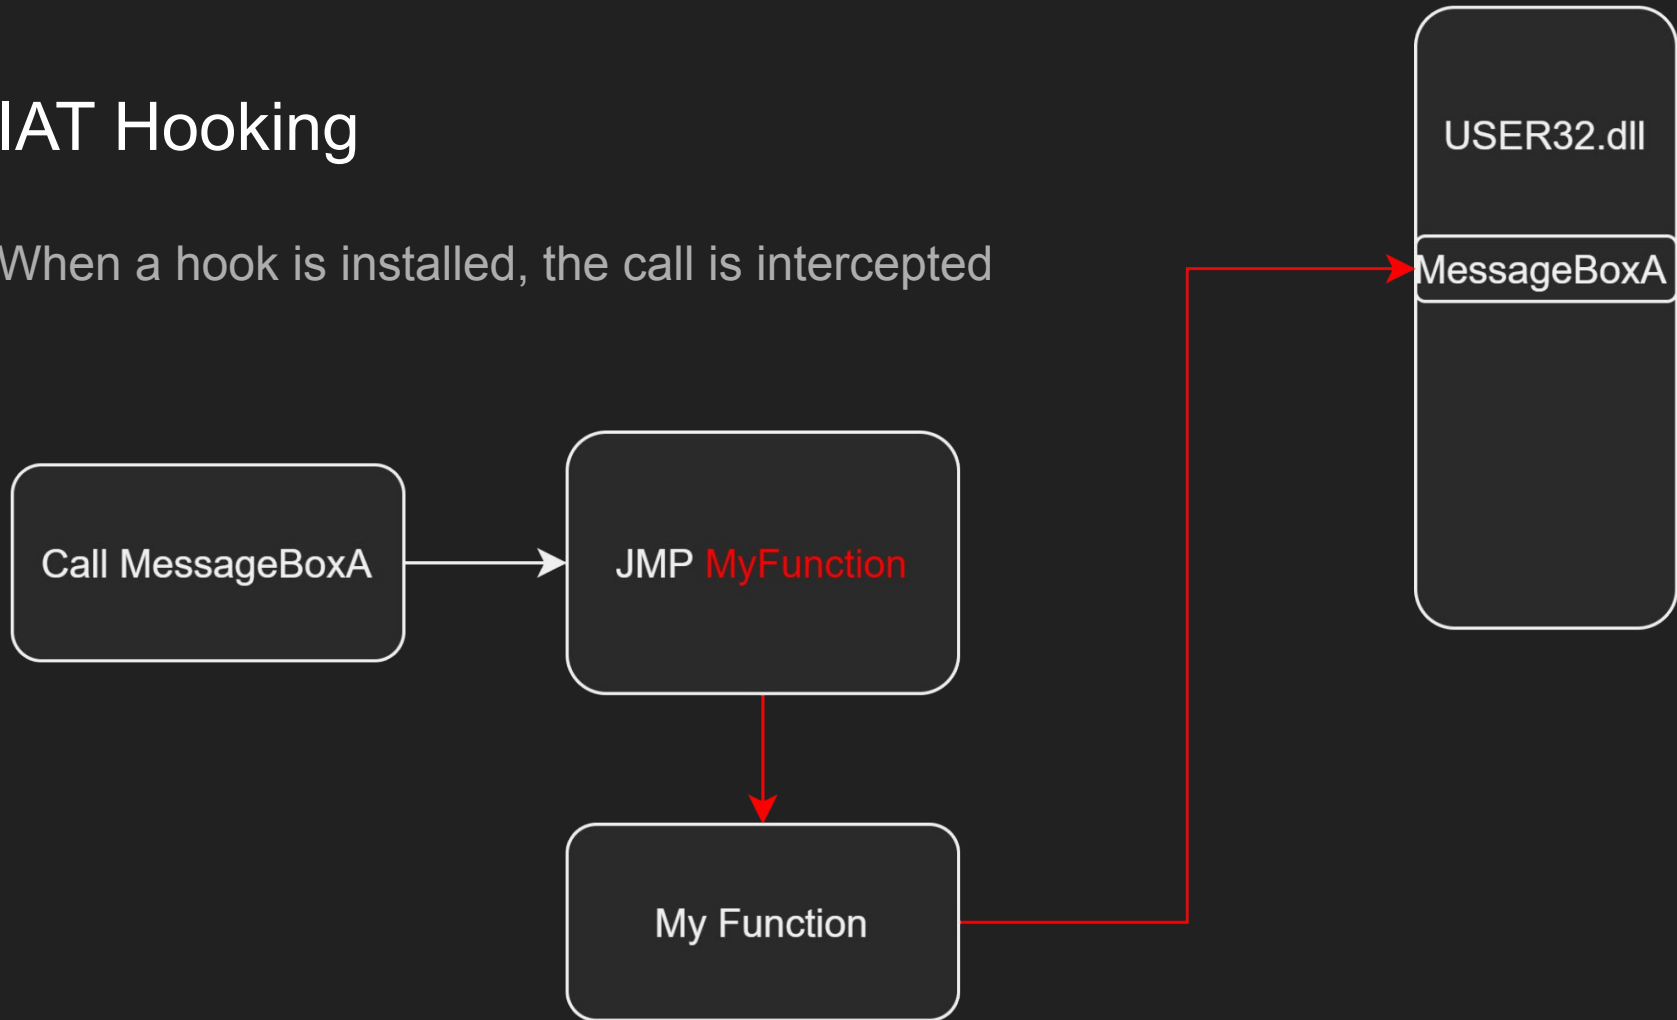 IAT Hooking
When a hook is installed, the call is intercepted
USER32.dll
MessageBoxA
Call MessageBoxA
JMP MyFunction
My Function